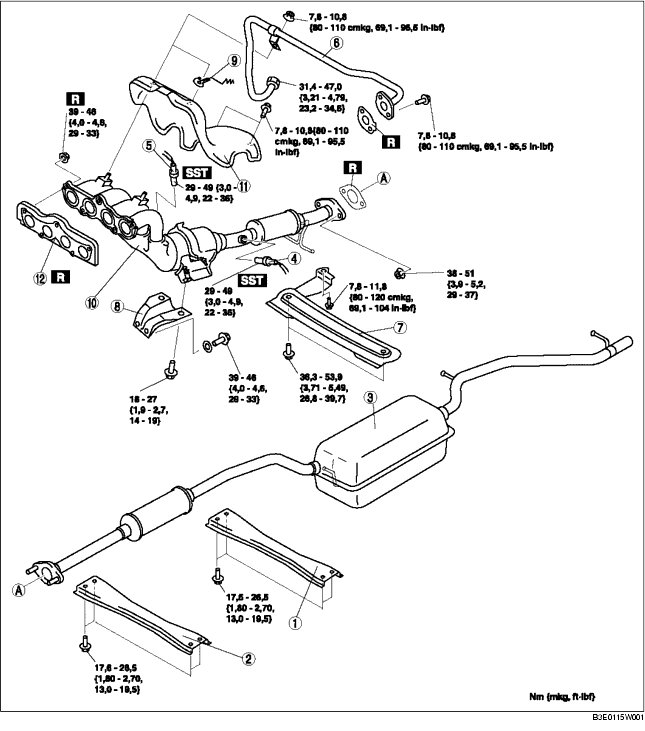 7,8 - 10,8
{80 - 110 cmkg, 69,1 - 95,5 in-lbf}
6
9
R
39 - 46
{4,0 - 4,6,
29 - 33}
31,4 - 47,0
{3,21 - 4,79,
23,2 - 34,6}
5
SST
7,8 - 10,8{80 - 110
cmkg, 69,1 - 95,5
in-lbf}
R
7,8 - 10,8
{80 - 110 cmkg, 69,1 - 95,5 in-lbf}
11
29 - 49 {3,0 -
4,9, 22 - 36}
R
A
12
R
10
8
4
29 - 49
{3,0 - 4,9,
22 - 36}
SST
7,8 - 11,8
{80 - 120 cmkg,
69,1 - 104 in-lbf}
7
38 - 51
{3,9 - 5,2,
29 - 37}
18 - 27
{1,9 - 2,7,
14 - 19}
39 - 46
{4,0 - 4,6,
29 - 33}
36,3 - 53,9
{3,71 - 5,49,
26,8 - 39,7}
3
A
17,6 - 26,5
{1,80 - 2,70,
13,0 - 19,5}
1
2
17,6 - 26,5
{1,80 - 2,70,
13,0 - 19,5}
Nm {mkg, ft-lbf}
B3E0115W001